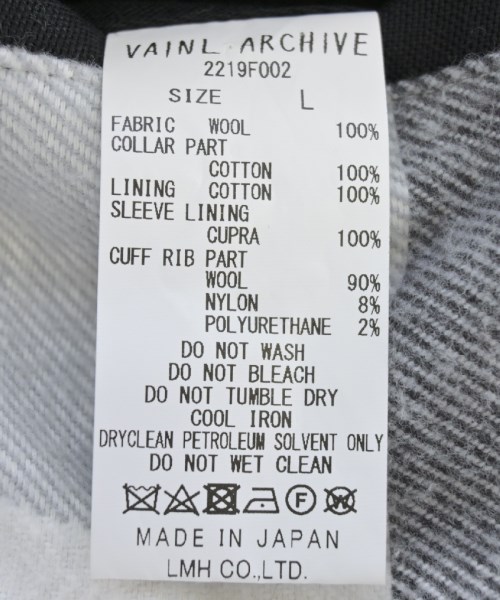 VAINL ARCHIVE
2219F002
SIZE L
FABRIC WOOL 100%
COLLAR PART
COTTON 100%
LINING COTTON 100%
SLEEVE LINING
CUPRA 100%
CUFF RIB PART
WOOL 90%
NYLON 8%
POLYURETHANE 2%
DO NOT WASH
DO NOT BLEACH
DO NOT TUMBLE DRY
COOL IRON
DRYCLEAN PETROLEUM SOLVENT ONLY
DO NOT WET CLEAN
F W
MADE IN JAPAN
LMH CO.,LTD.